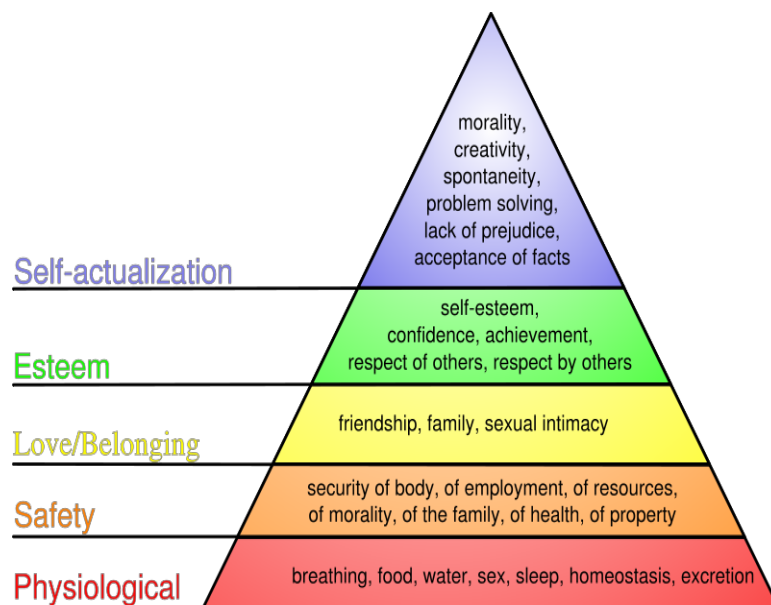 morality,
creativity,
spontaneity,
problem solving,
lack of prejudice,
acceptance of facts
Self-actualization
self-esteem,
confidence, achievement,
respect of others, respect by others
Esteem
friendship, family, sexual intimacy
Love/Belonging
security of body, of employment, of resources,
of morality, of the family, of health, of property
Safety
breathing, food, water, sex, sleep, homeostasis, excretion
Physiological